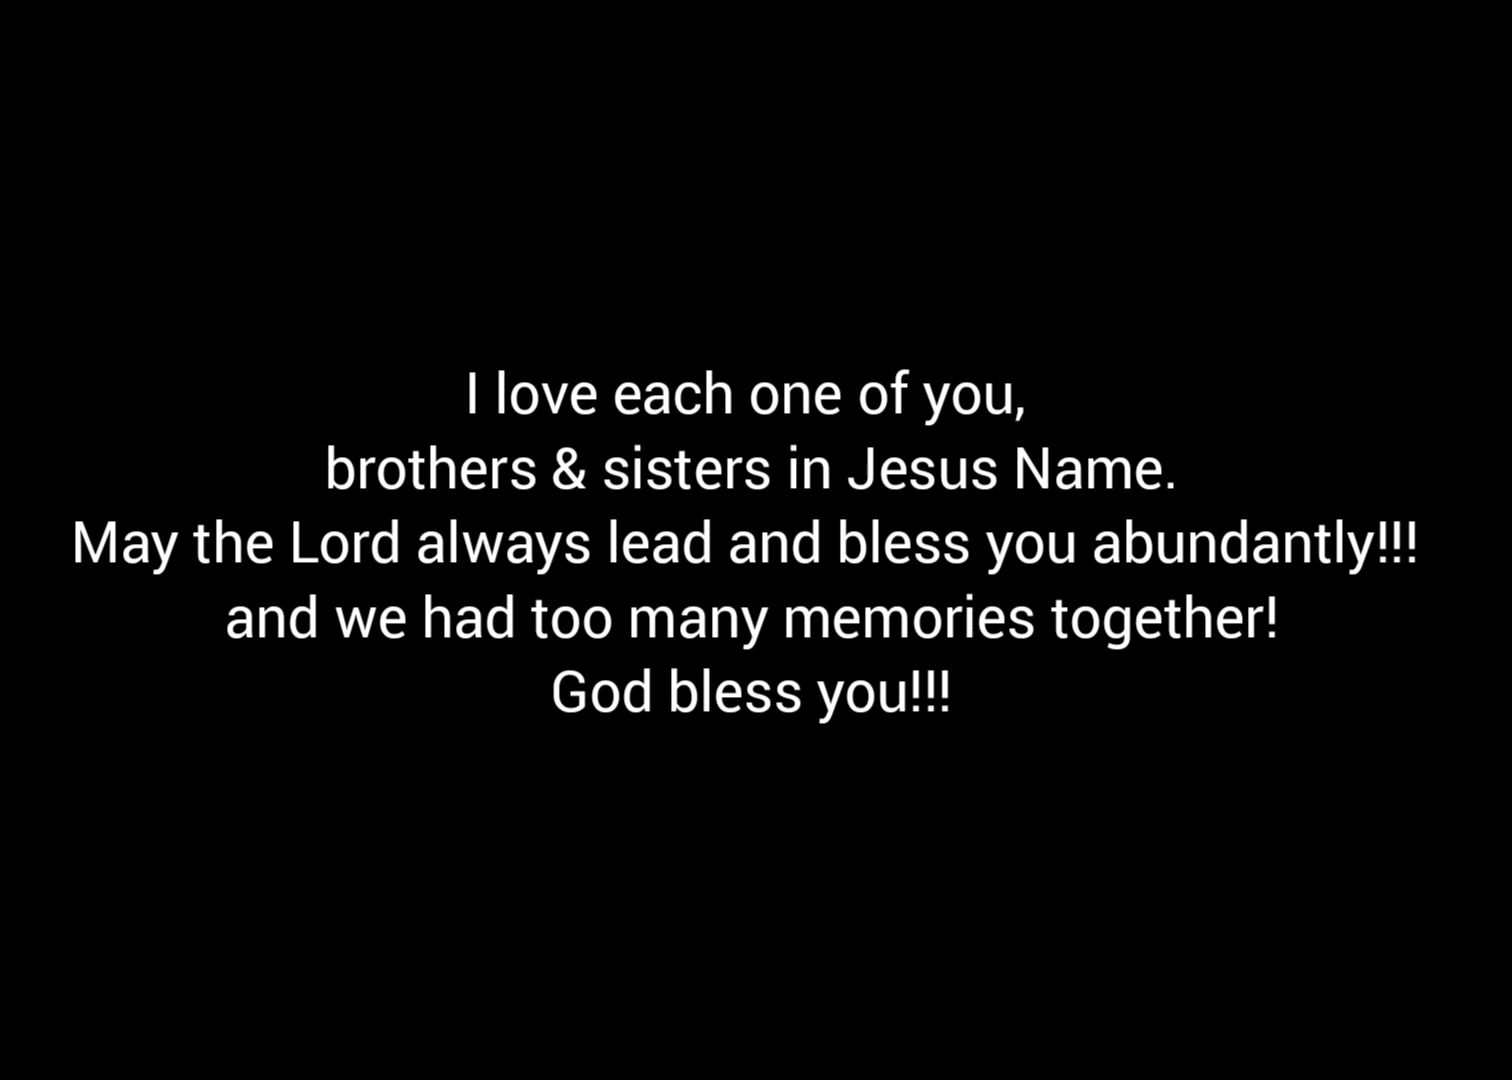 I love each one of you,
brothers & sisters in Jesus Name.
May the Lord always lead and bless you abundantly!!!
and we had too many memories together!
God bless you!!!